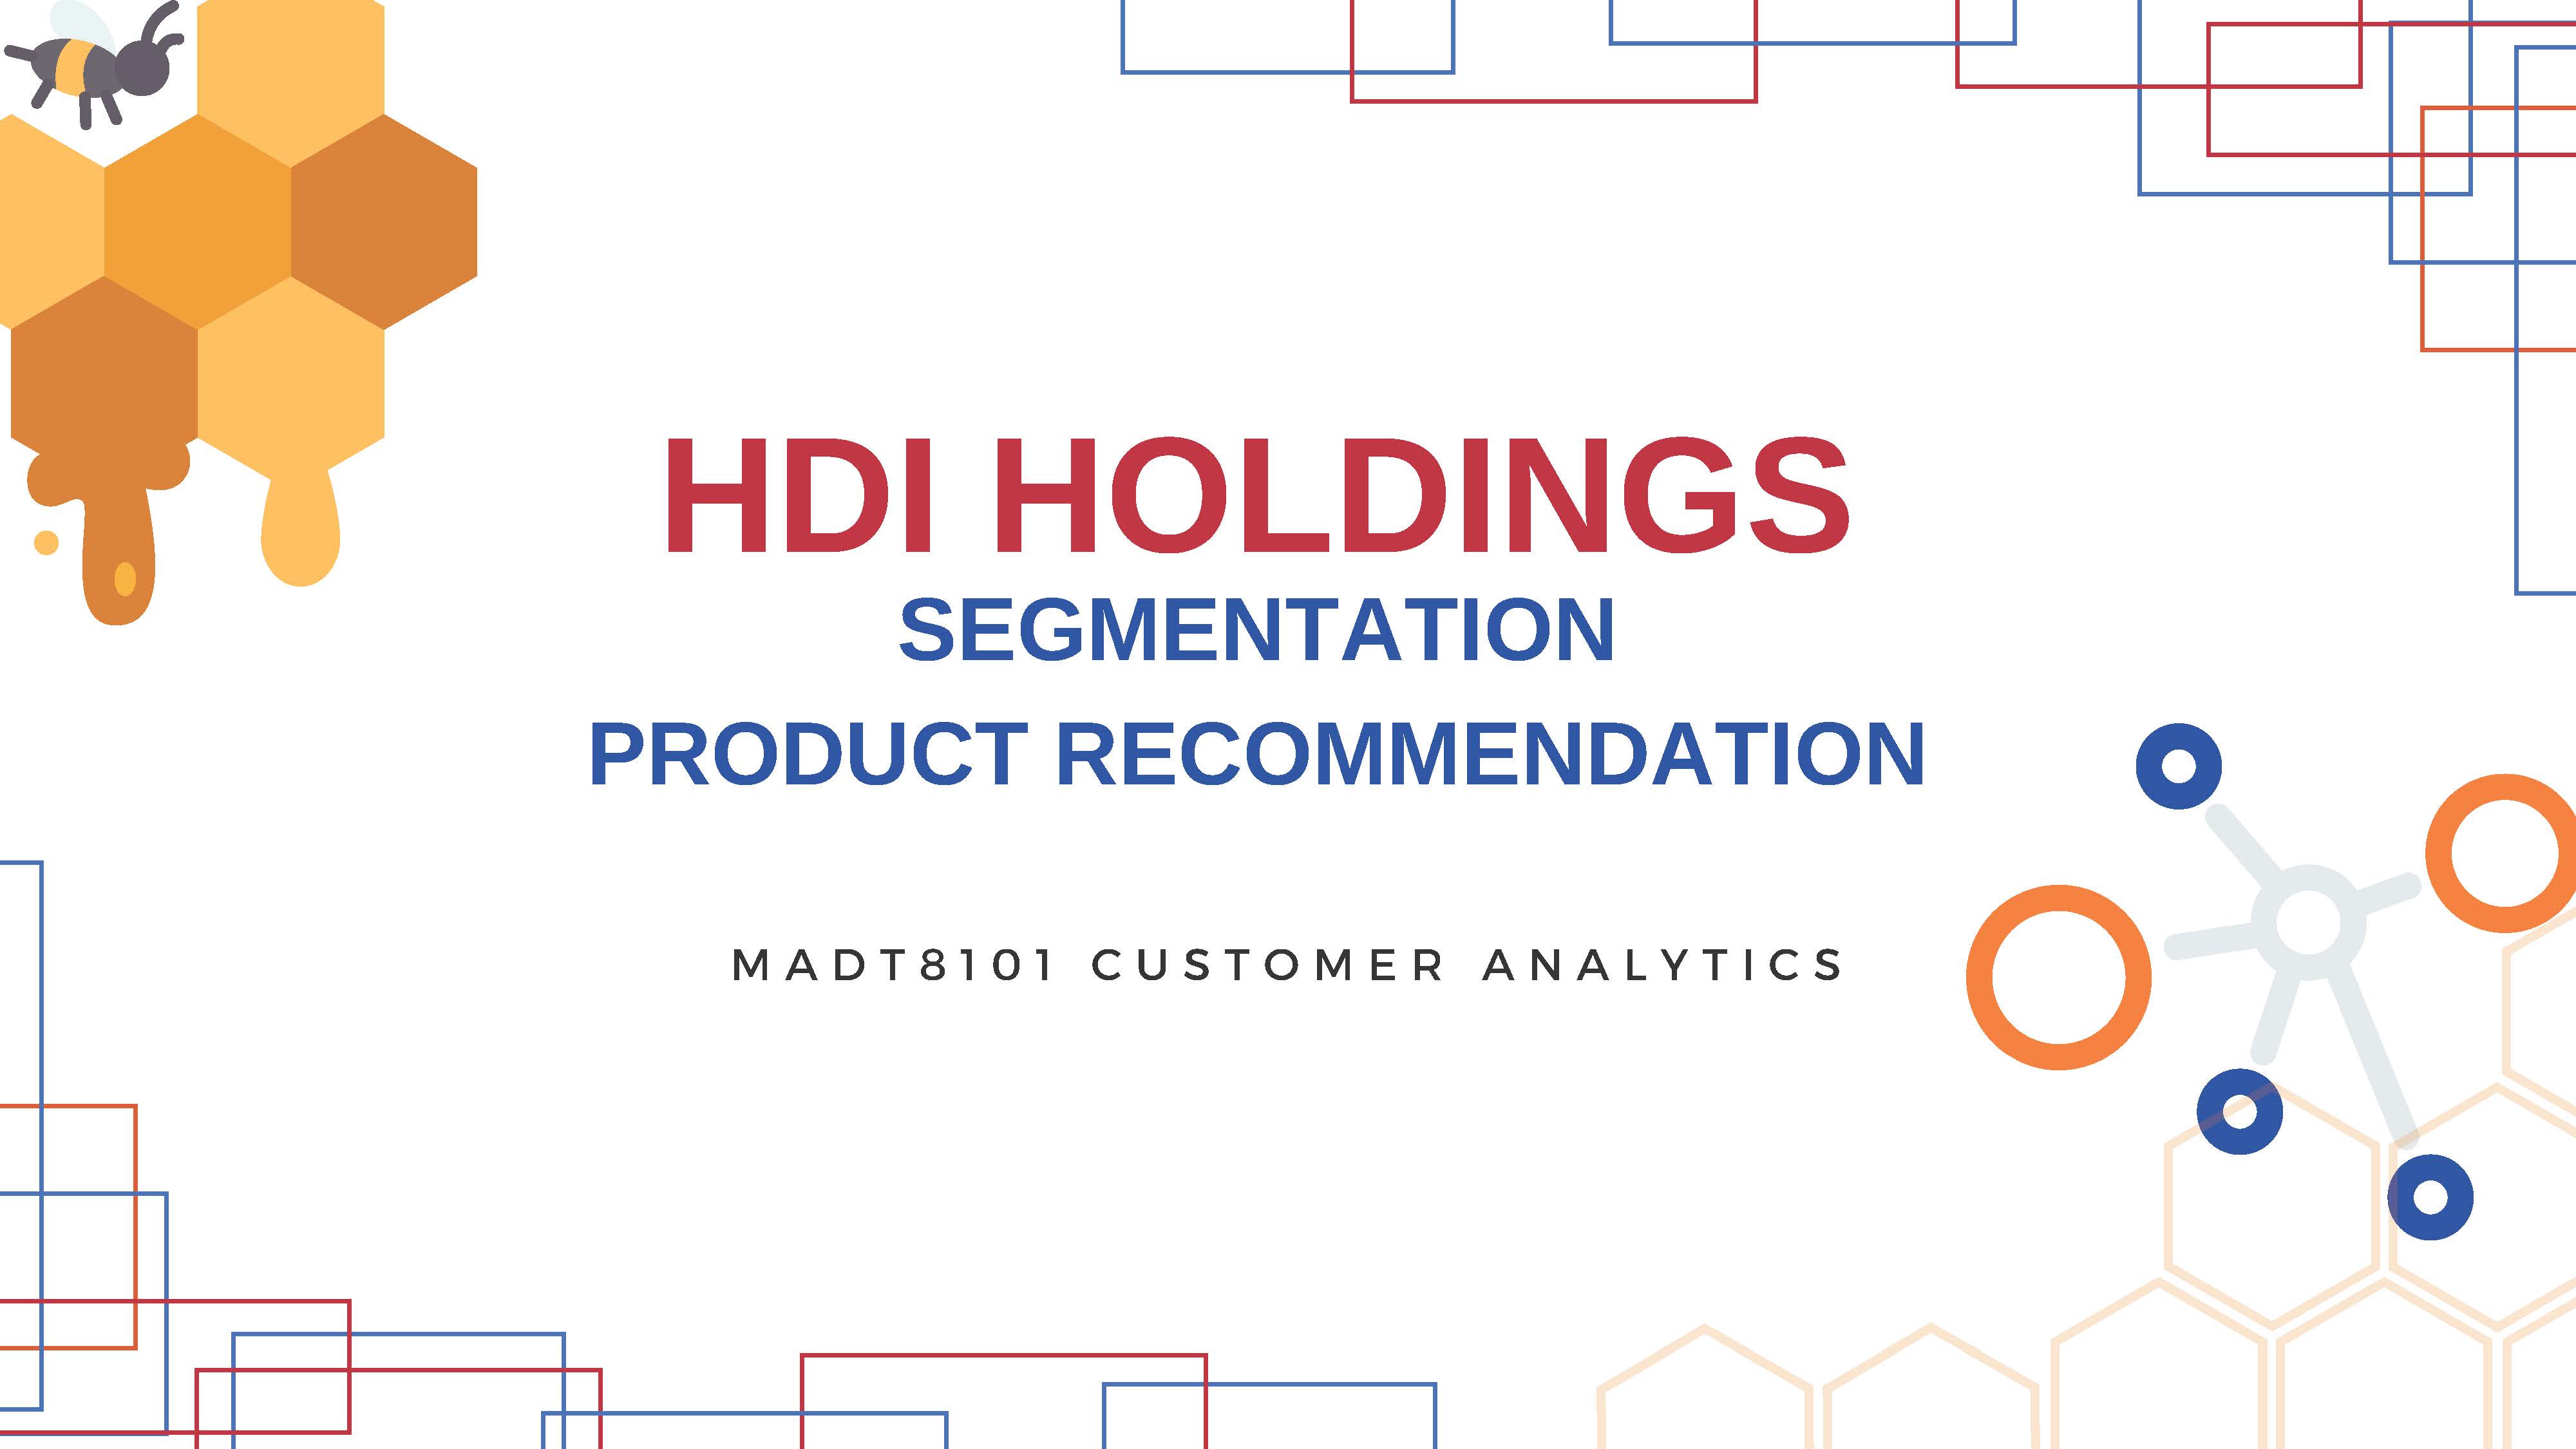 HDI HOLDINGS
SEGMENTATION
PRODUCT RECOMMENDATION
MADT8101 CUSTOMER ANALYTICS